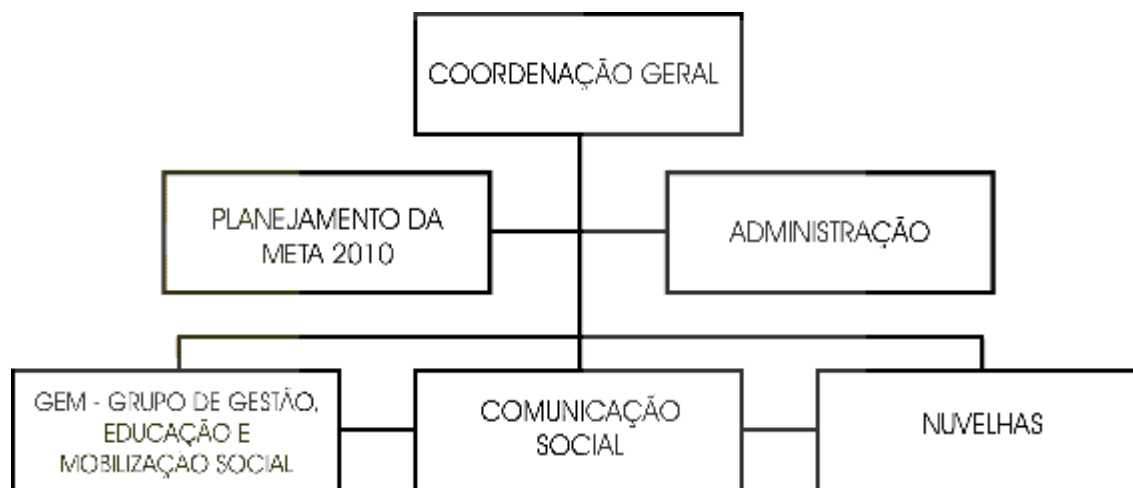 COORDENAÇÃO GERAL
PLANEJAMENTO DA
META 2010
ADMINISTRAÇÃO
GEM - GRUPO DE GESTÃO,
EDUCAÇÃO E
MOBILIZAÇÃO SOCIAL
COMUNICAÇÃO
SOCIAL
NUVELHAS